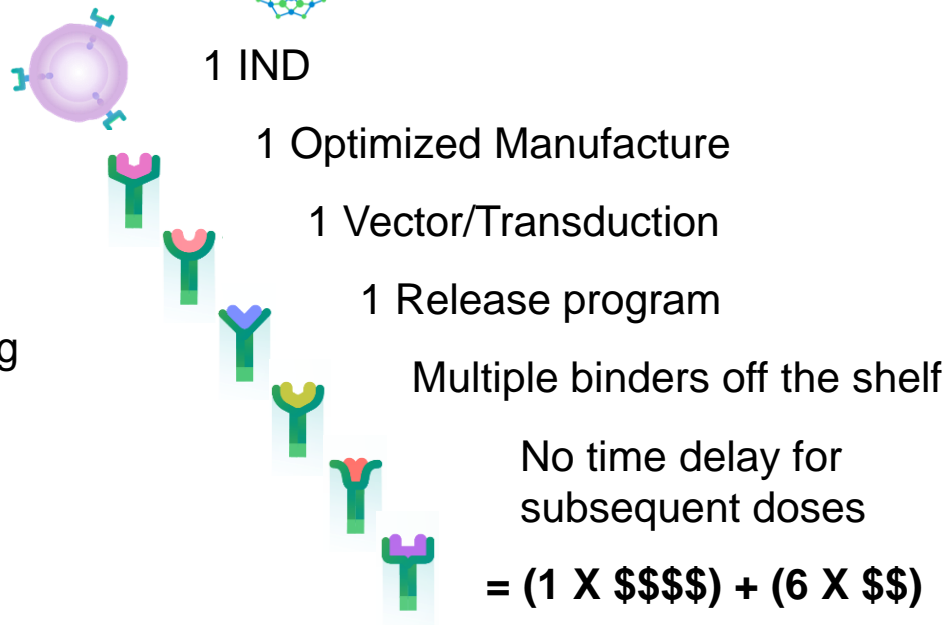 1 IND
1 Optimized Manufacture
1 Vector/Transduction
1 Release program
g
Multiple binders off the shelf
No time delay for
subsequent doses
= (1 X $$$$) + (6 X $$)